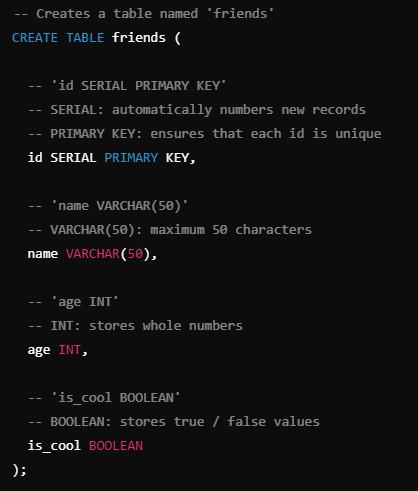 -- Creates a table named 'friends'
CREATE TABLE friends (
-- 'id SERIAL PRIMARY KEY'
-- SERIAL: automatically numbers new records
-- PRIMARY KEY: ensures that each id is unique
id SERIAL PRIMARY KEY,
-- 'name VARCHAR(50)'
-- VARCHAR(50): maximum 50 characters
name VARCHAR(50),
-- 'age INT'
-- INT: stores whole numbers
age INT,
-- 'is_cool BOOLEAN'
-- BOOLEAN: stores true / false values
is_cool BOOLEAN
);